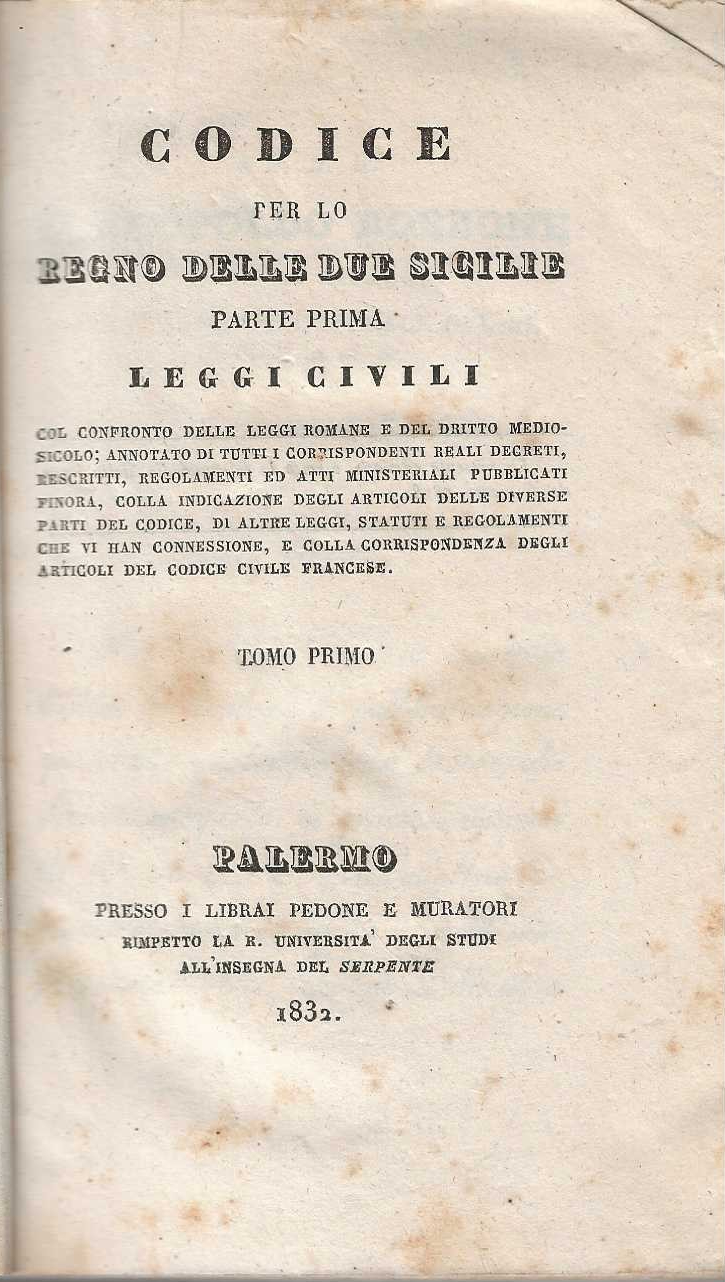 CODICE
PER LO
REGNO DELLE DUE SICILIE
PARTE PRIMA
LEGGI CIVILI
COL CONFRONTO DELLE LEGGI ROMANE E DEL DRITTO MEDIO-
SICOLO; ANNOTATO DI TUTTI I CORRISPONDENTI REALI DECRETI,
RESCRITTI, REGOLAMENTI ED ATTI MINISTERIALI PUBBLICATI
FINORA, COLLA INDICAZIONE DEGLI ARTICOLI DELLE DIVERSE
PARTI DEL CODICE, DI ALTRE LEGGI, STATUTI E REGOLAMENTI
CHE VI HAN CONNESSIONE, E COLLA CORRISPONDENZA DEGLI
ARTICOLI DEL CODICE CIVILE FRANCESE.
TOMO PRIMO
PALERMO
PRESSO I LIBRAI PEDONE E MURATORI
RIMPETTO LA R. UNIVERSITA' DEGLI STUDI
ALL'INSEGNA DEL SERPENTE
1832.